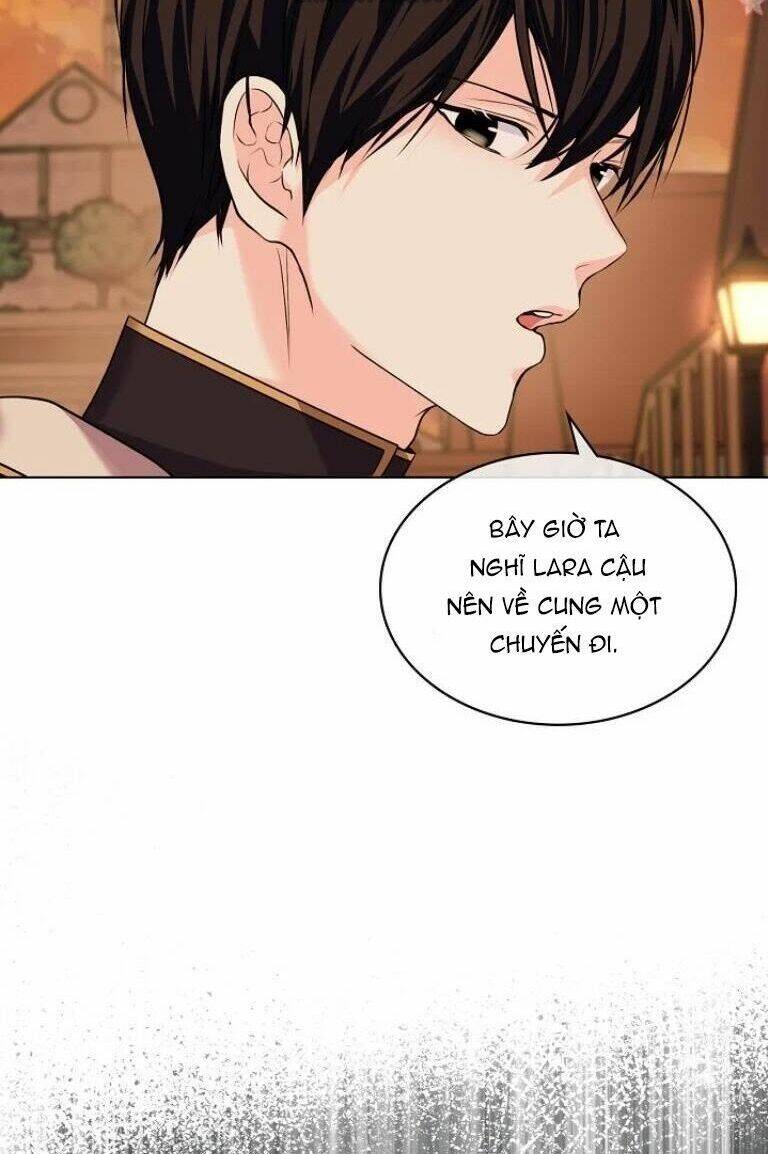 BÂY GIỜ TA
NGHĨ LARA CẬU
NÊN VỀ CUNG MỘT
CHUYẾN ĐI.